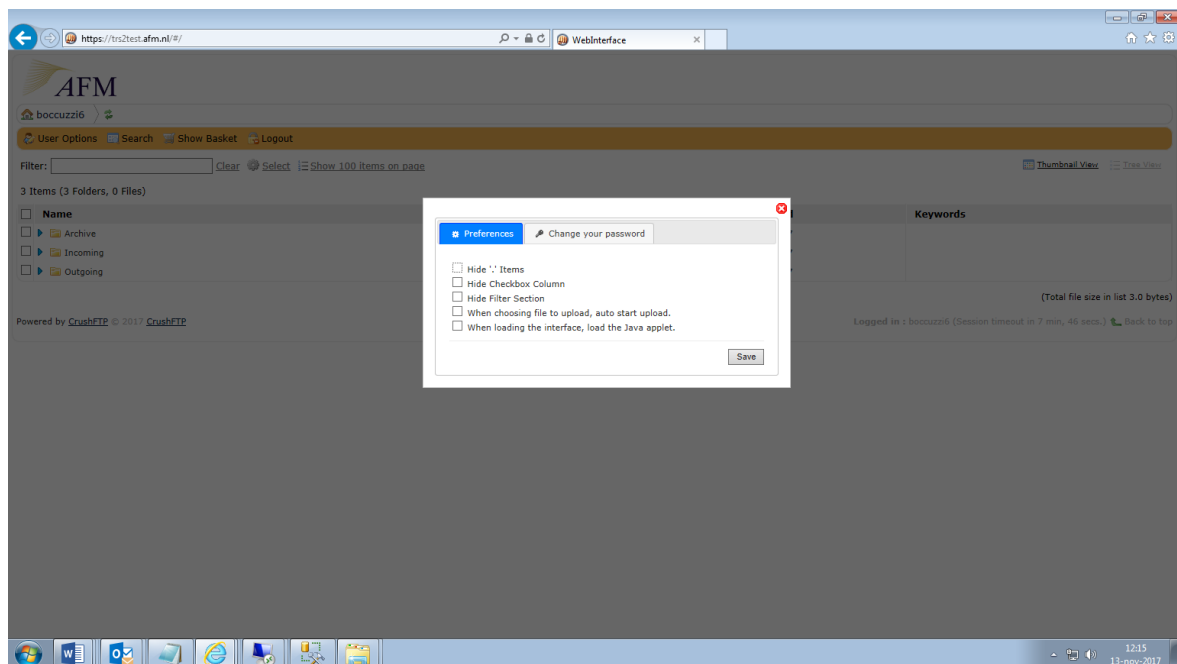 https://trs2test.afm.nl/#/
WebInterface
AFM
boccuzzi6
User Options Search Show Basket Logout
Filter: Clear Select Show 100 items on page
Thumbnail View Tree View
3 Items (3 Folders, 0 Files)
Name Keywords
Archive
Incoming
Outgoing
(Total file size in list 3.0 bytes)
Powered by CrushFTP © 2017 CrushFTP
Logged in : boccuzzi6 (Session timeout in 7 min, 46 secs.) Back to top
Preferences Change your password
Hide '.' Items
Hide Checkbox Column
Hide Filter Section
When choosing file to upload, auto start upload.
When loading the interface, load the Java applet.
Save
12:15
13-nov-2017